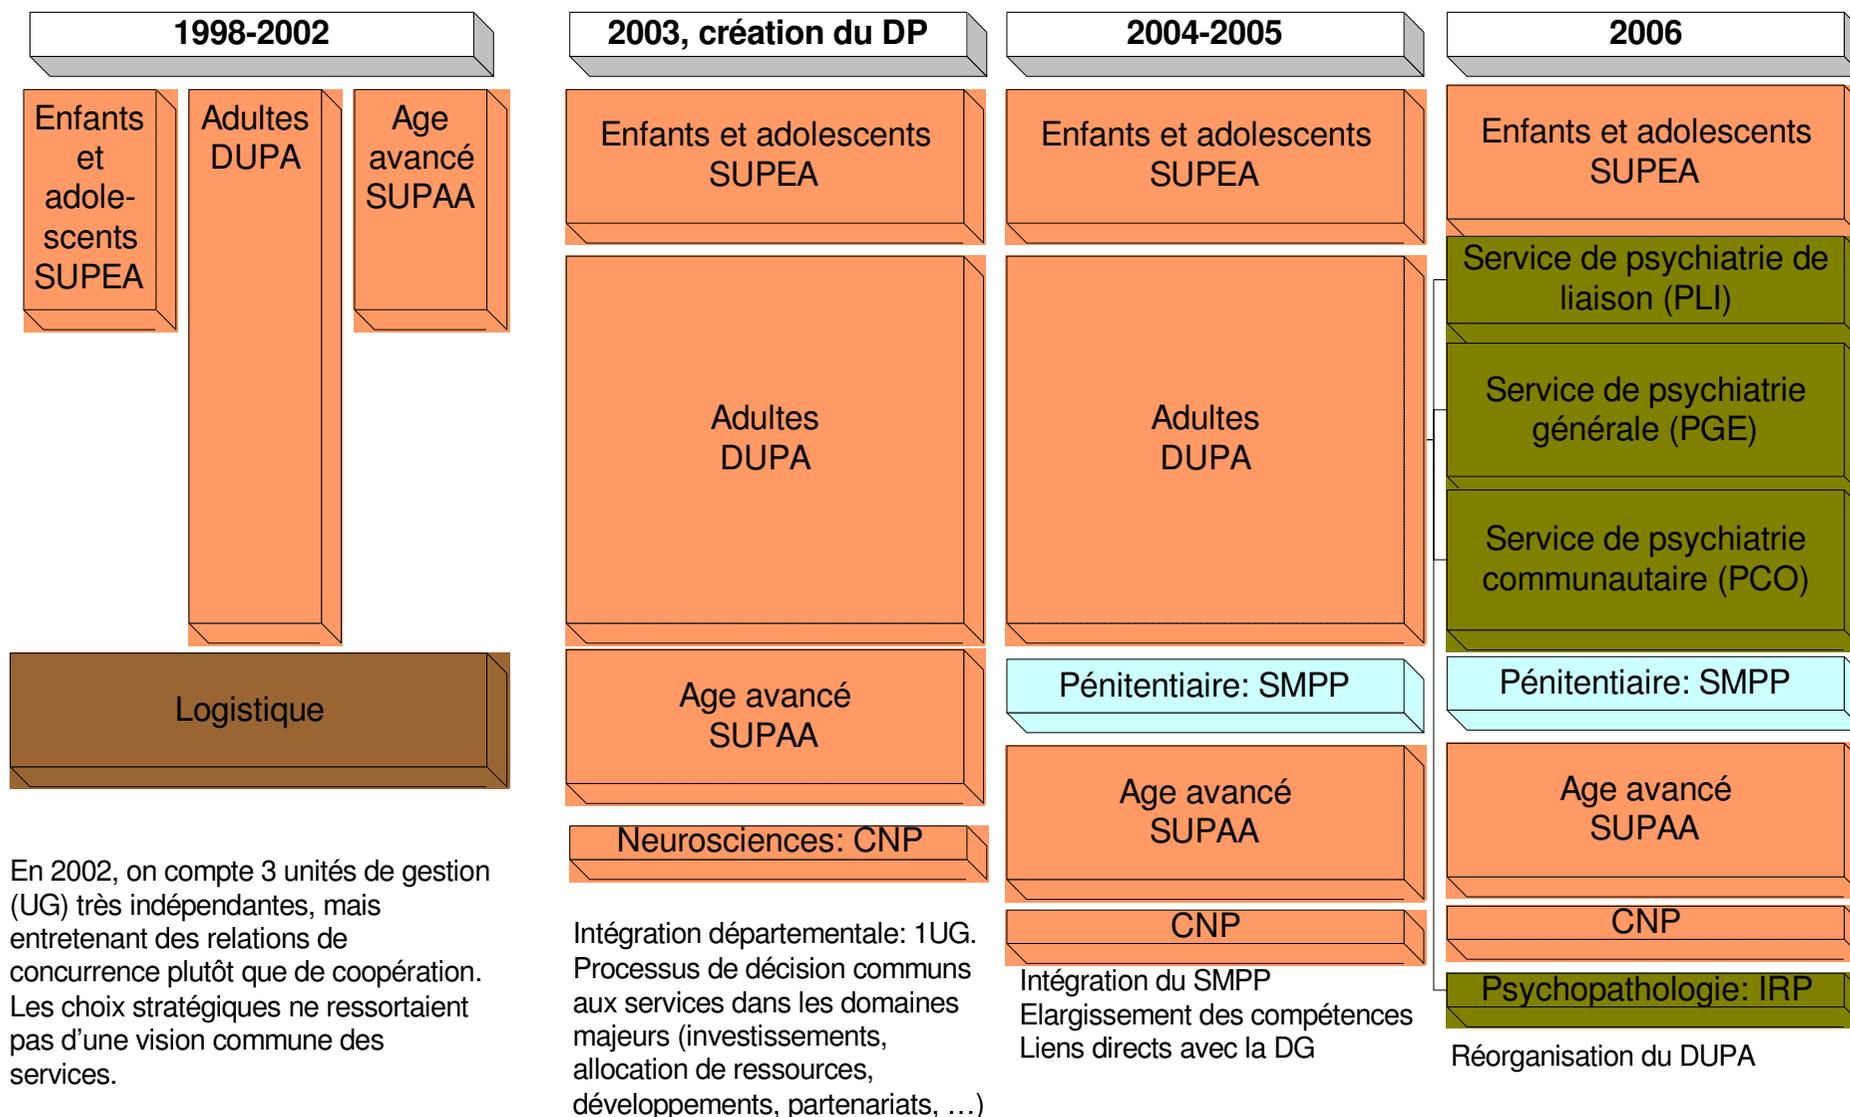 1998-2002
Enfants
et
adole-
scents
SUPEA
Adultes
DUPA
Age
avancé
SUPAA
Logistique
En 2002, on compte 3 unités de gestion
(UG) très indépendantes, mais
entretenant des relations de
concurrence plutôt que de coopération.
Les choix stratégiques ne ressortaient
pas d’une vision commune des
services.
2003, création du DP
Enfants et adolescents
SUPEA
Adultes
DUPA
Age avancé
SUPAA
Neurosciences: CNP
Intégration départementale: 1UG.
Processus de décision communs
aux services dans les domaines
majeurs (investissements,
allocation de ressources,
développements, partenariats, …)
2004-2005
Enfants et adolescents
SUPEA
Adultes
DUPA
Pénitentiaire: SMPP
Age avancé
SUPAA
CNP
Intégration du SMPP
Elargissement des compétences
Liens directs avec la DG
2006
Enfants et adolescents
SUPEA
Service de psychiatrie de
liaison (PLI)
Service de psychiatrie
générale (PGE)
Service de psychiatrie
communautaire (PCO)
Pénitentiaire: SMPP
Age avancé
SUPAA
CNP
Psychopathologie: IRP
Réorganisation du DUPA